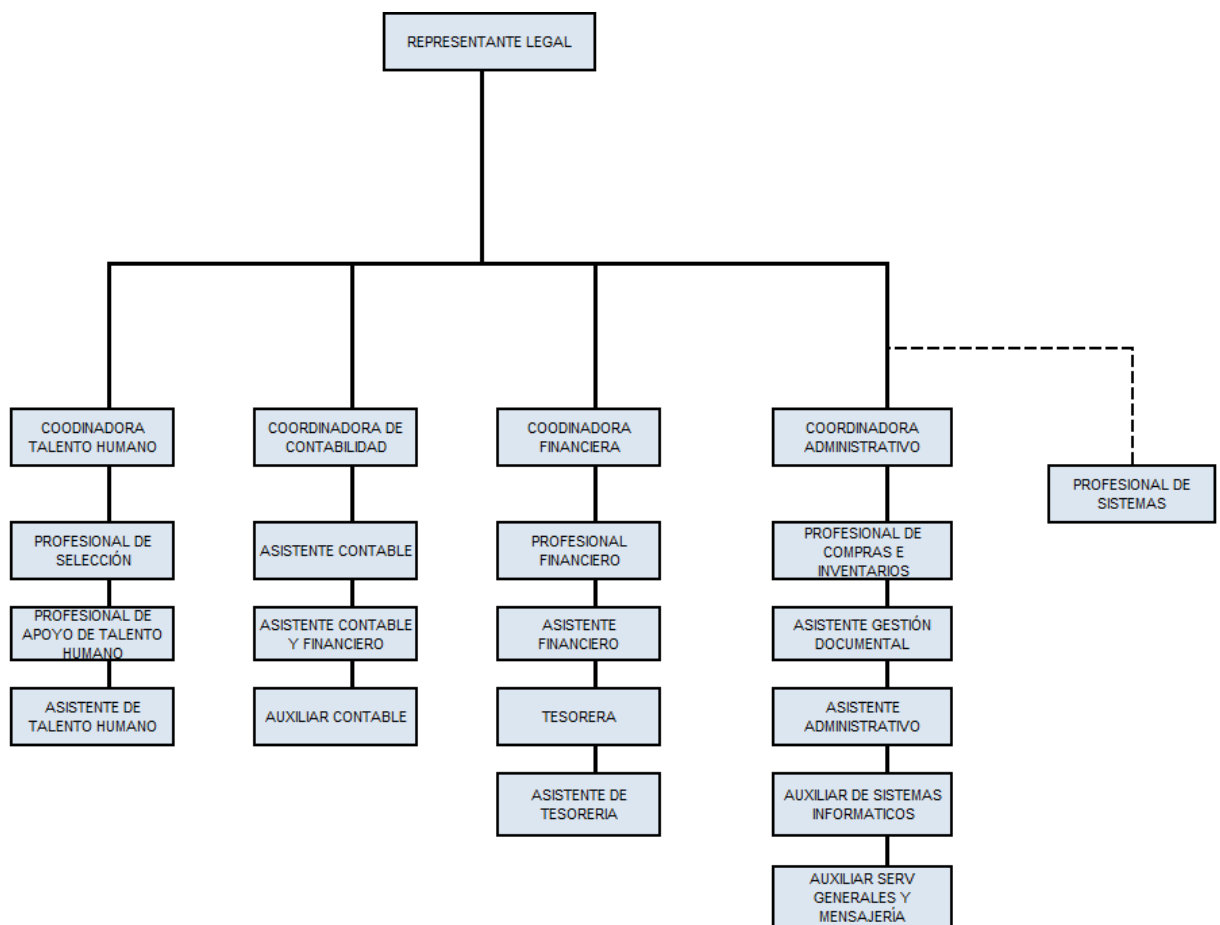 REPRESENTANTE LEGAL
COODINADORA
TALENTO HUMANO
COORDINADORA DE
CONTABILIDAD
COODINADORA
FINANCIERA
COORDINADORA
ADMINISTRATIVO
PROFESIONAL DE
SISTEMAS
PROFESIONAL DE
SELECCIÓN
ASISTENTE CONTABLE
PROFESIONAL
FINANCIERO
PROFESIONAL DE
COMPRAS E
INVENTARIOS
PROFESIONAL DE
APOYO DE TALENTO
HUMANO
ASISTENTE CONTABLE
Y FINANCIERO
ASISTENTE
FINANCIERO
ASISTENTE GESTIÓN
DOCUMENTAL
ASISTENTE DE
TALENTO HUMANO
AUXILIAR CONTABLE
TESORERA
ASISTENTE
ADMINISTRATIVO
ASISTENTE DE
TESORERIA
AUXILIAR DE SISTEMAS
INFORMATICOS
AUXILIAR SERV
GENERALES Y
MENSAJERÍA